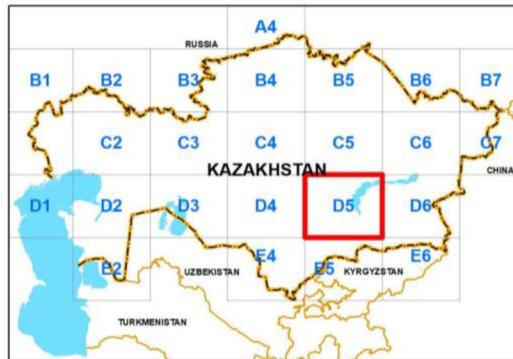 A4
RUSSIA
B1 B2 B3 B4 B5 B6 B7
C2 C3 C4 C5 C6 C7
KAZAKHSTAN
CHINA
D1 D2 D3 D4 D5 D6
E4 E6
E2 UZBEKISTAN E5 KYRGYZSTAN
TURKMENISTAN